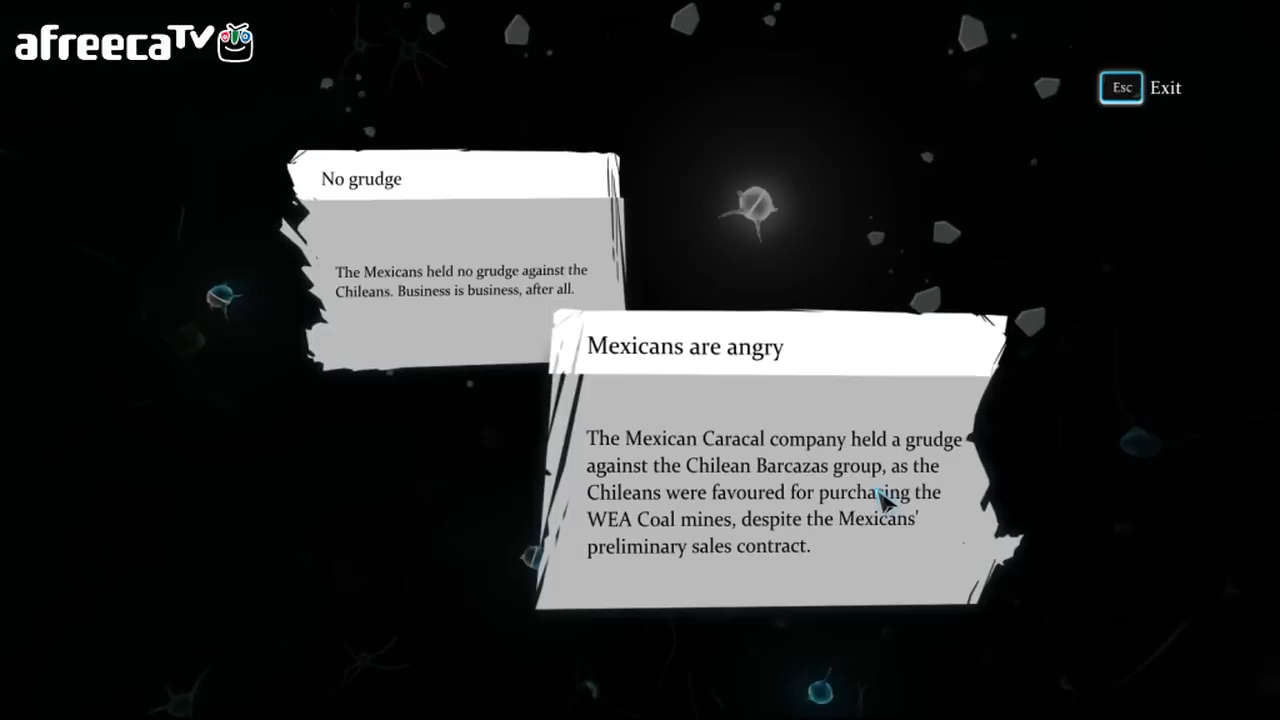 afreecaTV
Esc Exit
No grudge
The Mexicans held no grudge against the
Chileans. Business is business, after all.
Mexicans are angry
The Mexican Caracal company held a grudge
against the Chilean Barcazas group, as the
Chileans were favoured for purchasing the
WEA Coal mines, despite the Mexicans'
preliminary sales contract.